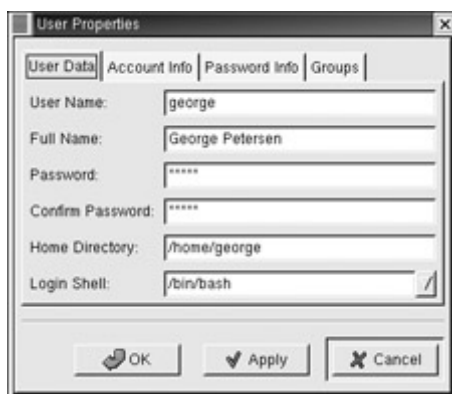 User Properties
User Data Account Info Password Info Groups
User Name: george
Full Name: George Petersen
Password: *****
Confirm Password: *****
Home Directory: /home/george
Login Shell: /bin/bash
OK Apply Cancel